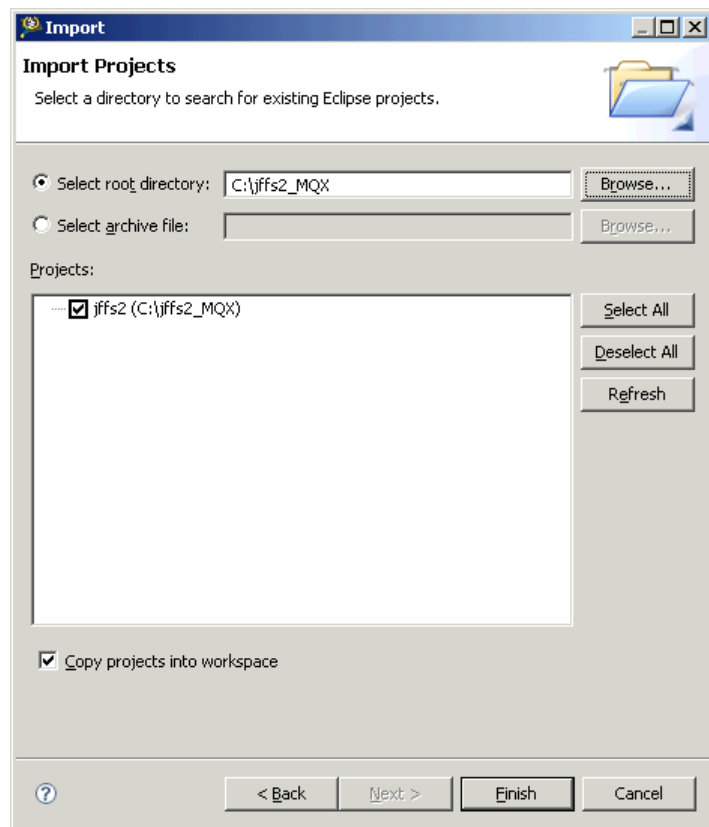 Import
Import Projects
Select a directory to search for existing Eclipse projects.
Select root directory: C:\jffs2_MQX Browse...
Select archive file: Browse...
Projects:
jffs2 (C:\jffs2_MQX)
Select All
Deselect All
Refresh
Copy projects into workspace
? < Back Next > Finish Cancel